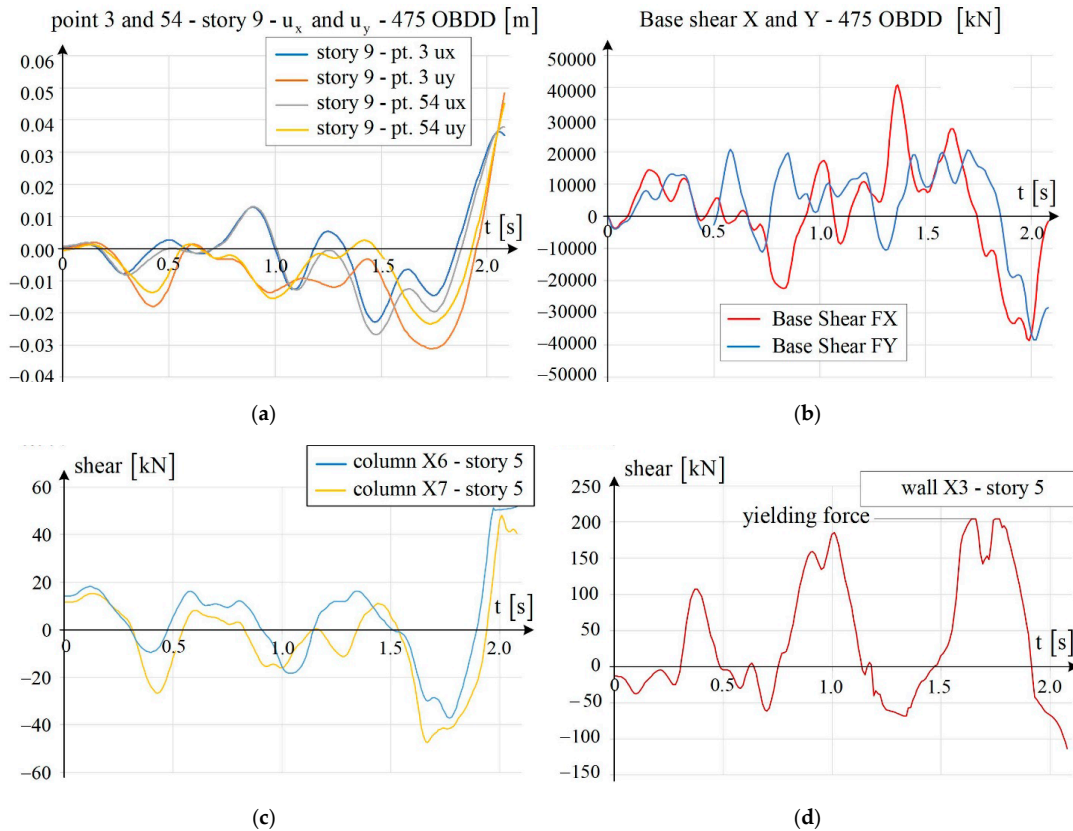 point 3 and 54 - story 9 - uₓ and u_y - 475 OBDD [m]
0.06
0.05
0.04
0.03
0.02
0.01
0.00
−0.01
−0.02
−0.03
−0.04
story 9 - pt. 3 ux
story 9 - pt. 3 uy
story 9 - pt. 54 ux
story 9 - pt. 54 uy
t [s]
0 0.5 1.0 1.5 2.0
(a)
Base shear X and Y - 475 OBDD [kN]
50000
40000
30000
20000
10000
0
−10000
−20000
−30000
−40000
−50000
t [s]
0 0.5 1.0 1.5 2.0
Base Shear FX
Base Shear FY
(b)
shear [kN]
column X6 - story 5
column X7 - story 5
60
40
20
0
−20
−40
−60
t [s]
0 0.5 1.0 1.5 2.0
(c)
shear [kN]
wall X3 - story 5
yielding force
250
200
150
100
50
0
−50
−100
−150
t [s]
0 0.5 1.0 1.5 2.0
(d)